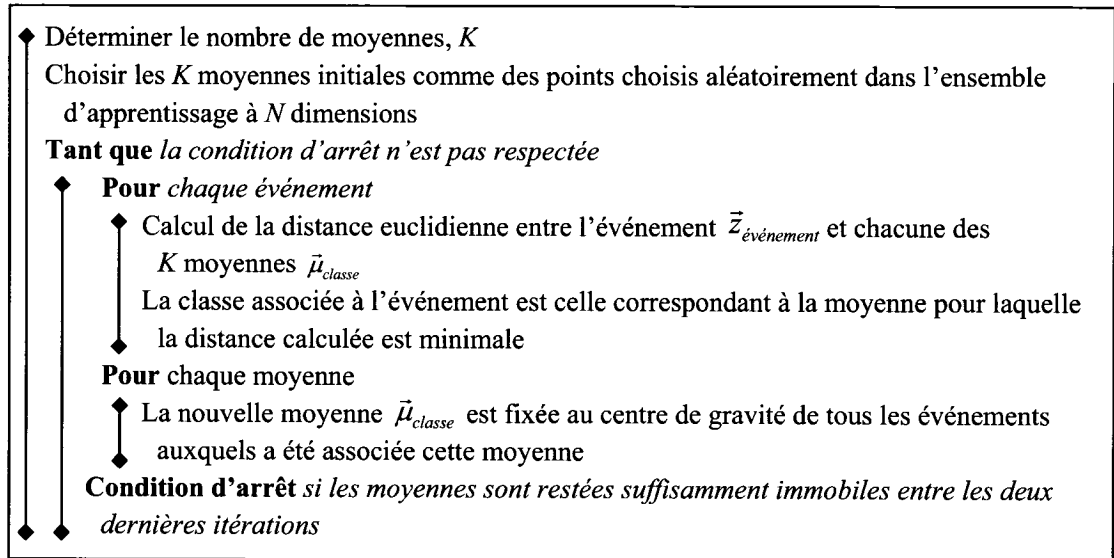 Déterminer le nombre de moyennes, K
Choisir les K moyennes initiales comme des points choisis aléatoirement dans l'ensemble
d'apprentissage à N dimensions
Tant que la condition d'arrêt n'est pas respectée
Pour chaque événement
Calcul de la distance euclidienne entre l'événement \vec{z}_{événement} et chacune des
K moyennes \vec{μ}_{classe}
La classe associée à l'événement est celle correspondant à la moyenne pour laquelle
la distance calculée est minimale
Pour chaque moyenne
La nouvelle moyenne \vec{μ}_{classe} est fixée au centre de gravité de tous les événements
auxquels a été associée cette moyenne
Condition d'arrêt si les moyennes sont restées suffisamment immobiles entre les deux
dernières itérations